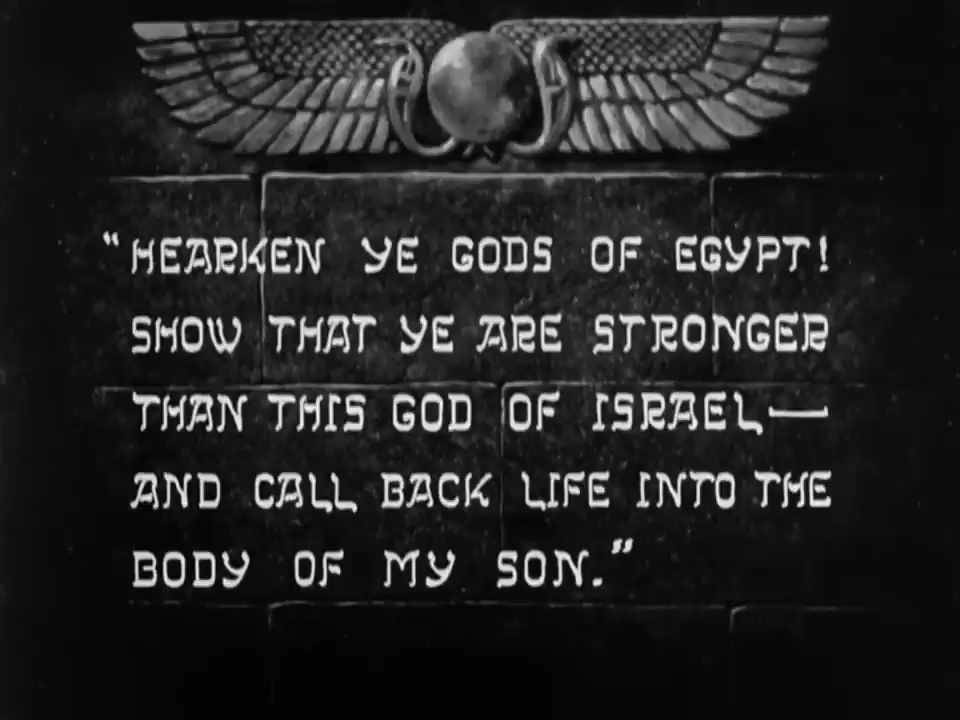 "HEARKEN YE GODS OF EGYPT!
SHOW THAT YE ARE STRONGER
THAN THIS GOD OF ISRAEL—
AND CALL BACK LIFE INTO THE
BODY OF MY SON."